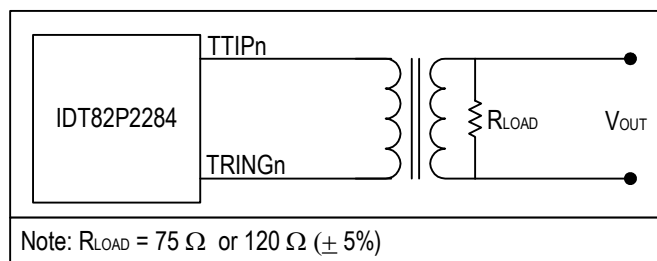 TTIPn
IDT82P2284
RLOAD
VOUT
TRINGn
Note: RLOAD = 75 Ω or 120 Ω (± 5%)